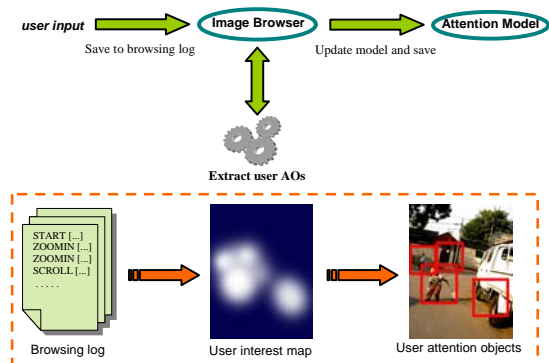 user input
Save to browsing log
Image Browser
Update model and save
Attention Model
Extract user AOs
START [...]
ZOOMIN [...]
ZOOMIN [...]
SCROLL [...]
. . . . .
Browsing log
User interest map
User attention objects